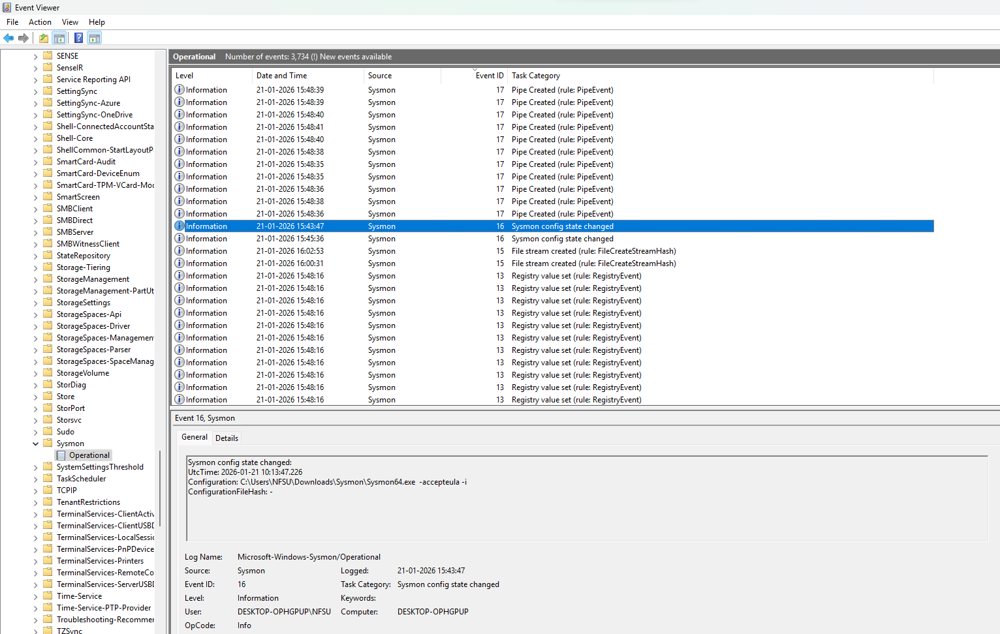 Event Viewer
File Action View Help
SENSE
SenseIR
Service Reporting API
SettingSync
SettingSync-Azure
SettingSync-OneDrive
Shell-ConnectedAccountSta
Shell-Core
ShellCommon-StartLayoutP
SmartCard-Audit
SmartCard-DeviceEnum
SmartCard-TPM-VCard-Moc
SmartScreen
SMBClient
SMBDirect
SMBServer
SMBWitnessClient
StateRepository
Storage-Tiering
StorageManagement
StorageManagement-PartUt
StorageSettings
StorageSpaces-Api
StorageSpaces-Driver
StorageSpaces-Management
StorageSpaces-Parser
StorageSpaces-SpaceManag
StorageVolume
StorDiag
Store
StorPort
Storsvc
Sudo
Sysmon
Operational
SystemSettingsThreshold
TaskScheduler
TCPIP
TenantRestrictions
TerminalServices-ClientActiv
TerminalServices-ClientUSBD
TerminalServices-LocalSessic
TerminalServices-PnPDevice
TerminalServices-Printers
TerminalServices-RemoteCo
TerminalServices-ServerUSBD
Time-Service
Time-Service-PTP-Provider
Troubleshooting-Recommer
TZSync
Operational Number of events: 3,734 (!) New events available
Level Date and Time Source Event ID Task Category
Information 21-01-2026 15:48:39 Sysmon 17 Pipe Created (rule: PipeEvent)
Information 21-01-2026 15:48:39 Sysmon 17 Pipe Created (rule: PipeEvent)
Information 21-01-2026 15:48:40 Sysmon 17 Pipe Created (rule: PipeEvent)
Information 21-01-2026 15:48:41 Sysmon 17 Pipe Created (rule: PipeEvent)
Information 21-01-2026 15:48:40 Sysmon 17 Pipe Created (rule: PipeEvent)
Information 21-01-2026 15:48:38 Sysmon 17 Pipe Created (rule: PipeEvent)
Information 21-01-2026 15:48:35 Sysmon 17 Pipe Created (rule: PipeEvent)
Information 21-01-2026 15:48:35 Sysmon 17 Pipe Created (rule: PipeEvent)
Information 21-01-2026 15:48:36 Sysmon 17 Pipe Created (rule: PipeEvent)
Information 21-01-2026 15:48:38 Sysmon 17 Pipe Created (rule: PipeEvent)
Information 21-01-2026 15:48:36 Sysmon 17 Pipe Created (rule: PipeEvent)
Information 21-01-2026 15:43:47 Sysmon 16 Sysmon config state changed
Information 21-01-2026 15:45:36 Sysmon 16 Sysmon config state changed
Information 21-01-2026 16:02:53 Sysmon 15 File stream created (rule: FileCreateStreamHash)
Information 21-01-2026 16:00:31 Sysmon 15 File stream created (rule: FileCreateStreamHash)
Information 21-01-2026 15:48:16 Sysmon 13 Registry value set (rule: RegistryEvent)
Information 21-01-2026 15:48:16 Sysmon 13 Registry value set (rule: RegistryEvent)
Information 21-01-2026 15:48:16 Sysmon 13 Registry value set (rule: RegistryEvent)
Information 21-01-2026 15:48:16 Sysmon 13 Registry value set (rule: RegistryEvent)
Information 21-01-2026 15:48:16 Sysmon 13 Registry value set (rule: RegistryEvent)
Information 21-01-2026 15:48:16 Sysmon 13 Registry value set (rule: RegistryEvent)
Information 21-01-2026 15:48:16 Sysmon 13 Registry value set (rule: RegistryEvent)
Information 21-01-2026 15:48:16 Sysmon 13 Registry value set (rule: RegistryEvent)
Information 21-01-2026 15:48:16 Sysmon 13 Registry value set (rule: RegistryEvent)
Information 21-01-2026 15:48:16 Sysmon 13 Registry value set (rule: RegistryEvent)
Information 21-01-2026 15:48:16 Sysmon 13 Registry value set (rule: RegistryEvent)
Event 16, Sysmon
General Details
Sysmon config state changed:
UtcTime: 2026-01-21 10:13:47.226
Configuration: C:\Users\NFSU\Downloads\Sysmon\Sysmon64.exe -accepteula -i
ConfigurationFileHash: -
Log Name: Microsoft-Windows-Sysmon/Operational
Source: Sysmon Logged: 21-01-2026 15:43:47
Event ID: 16 Task Category: Sysmon config state changed
Level: Information Keywords:
User: DESKTOP-OPHGPUP\NFSU Computer: DESKTOP-OPHGPUP
OpCode: Info